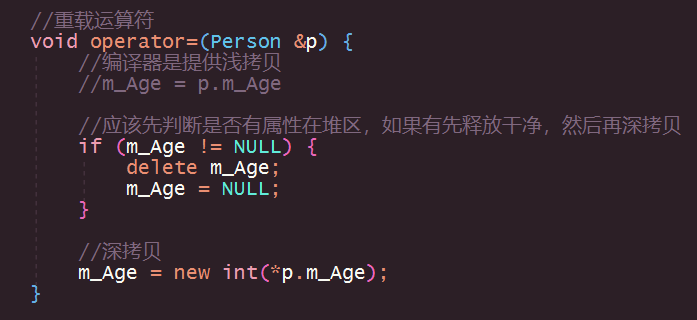 //重载运算符
void operator=(Person &p) {
//编译器是提供浅拷贝
//m_Age = p.m_Age
//应该先判断是否有属性在堆区，如果有先释放干净，然后再深拷贝
if (m_Age != NULL) {
delete m_Age;
m_Age = NULL;
}
//深拷贝
m_Age = new int(*p.m_Age);
}